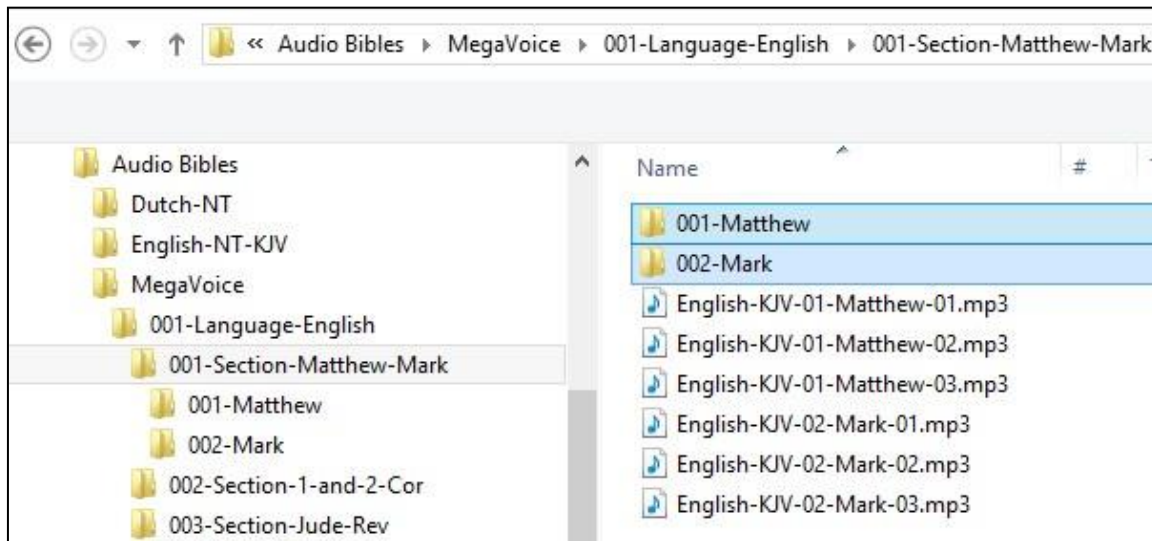 « Audio Bibles ▸ MegaVoice ▸ 001-Language-English ▸ 001-Section-Matthew-Mark
Audio Bibles
Dutch-NT
English-NT-KJV
MegaVoice
001-Language-English
001-Section-Matthew-Mark
001-Matthew
002-Mark
002-Section-1-and-2-Cor
003-Section-Jude-Rev
Name #
001-Matthew
002-Mark
English-KJV-01-Matthew-01.mp3
English-KJV-01-Matthew-02.mp3
English-KJV-01-Matthew-03.mp3
English-KJV-02-Mark-01.mp3
English-KJV-02-Mark-02.mp3
English-KJV-02-Mark-03.mp3